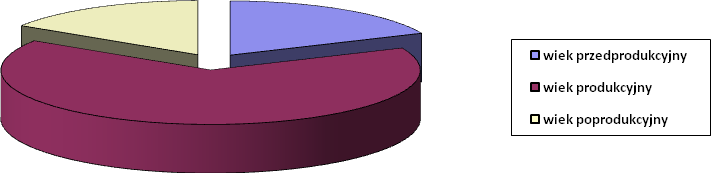 wiek przedprodukcyjny
wiek produkcyjny
wiek poprodukcyjny